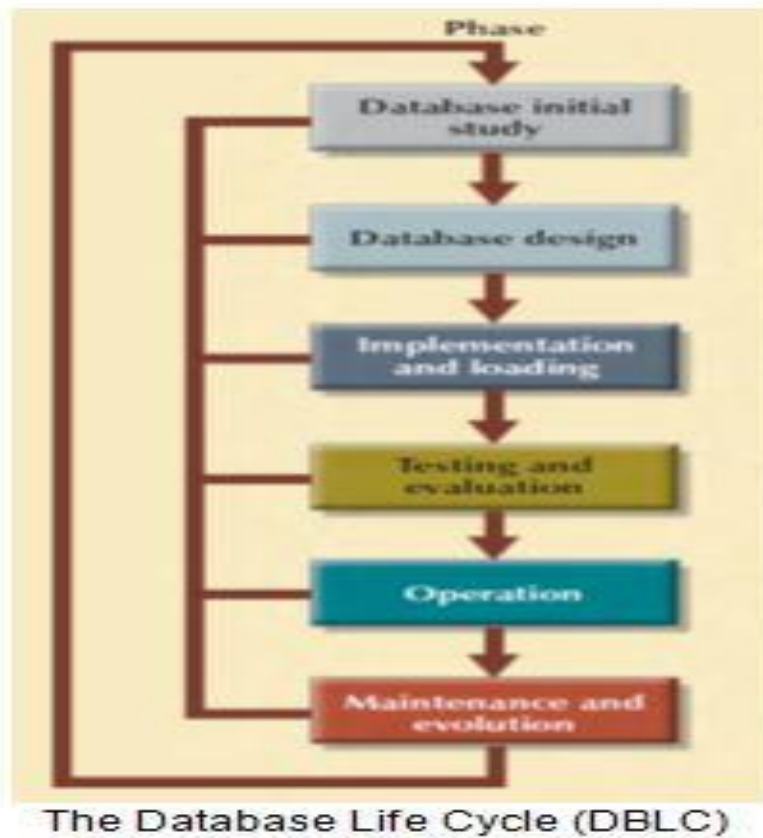 Phase
Database initial
study
Database design
Implementation
and loading
Testing and
evaluation
Operation
Maintenance and
evolution
The Database Life Cycle (DBLC)